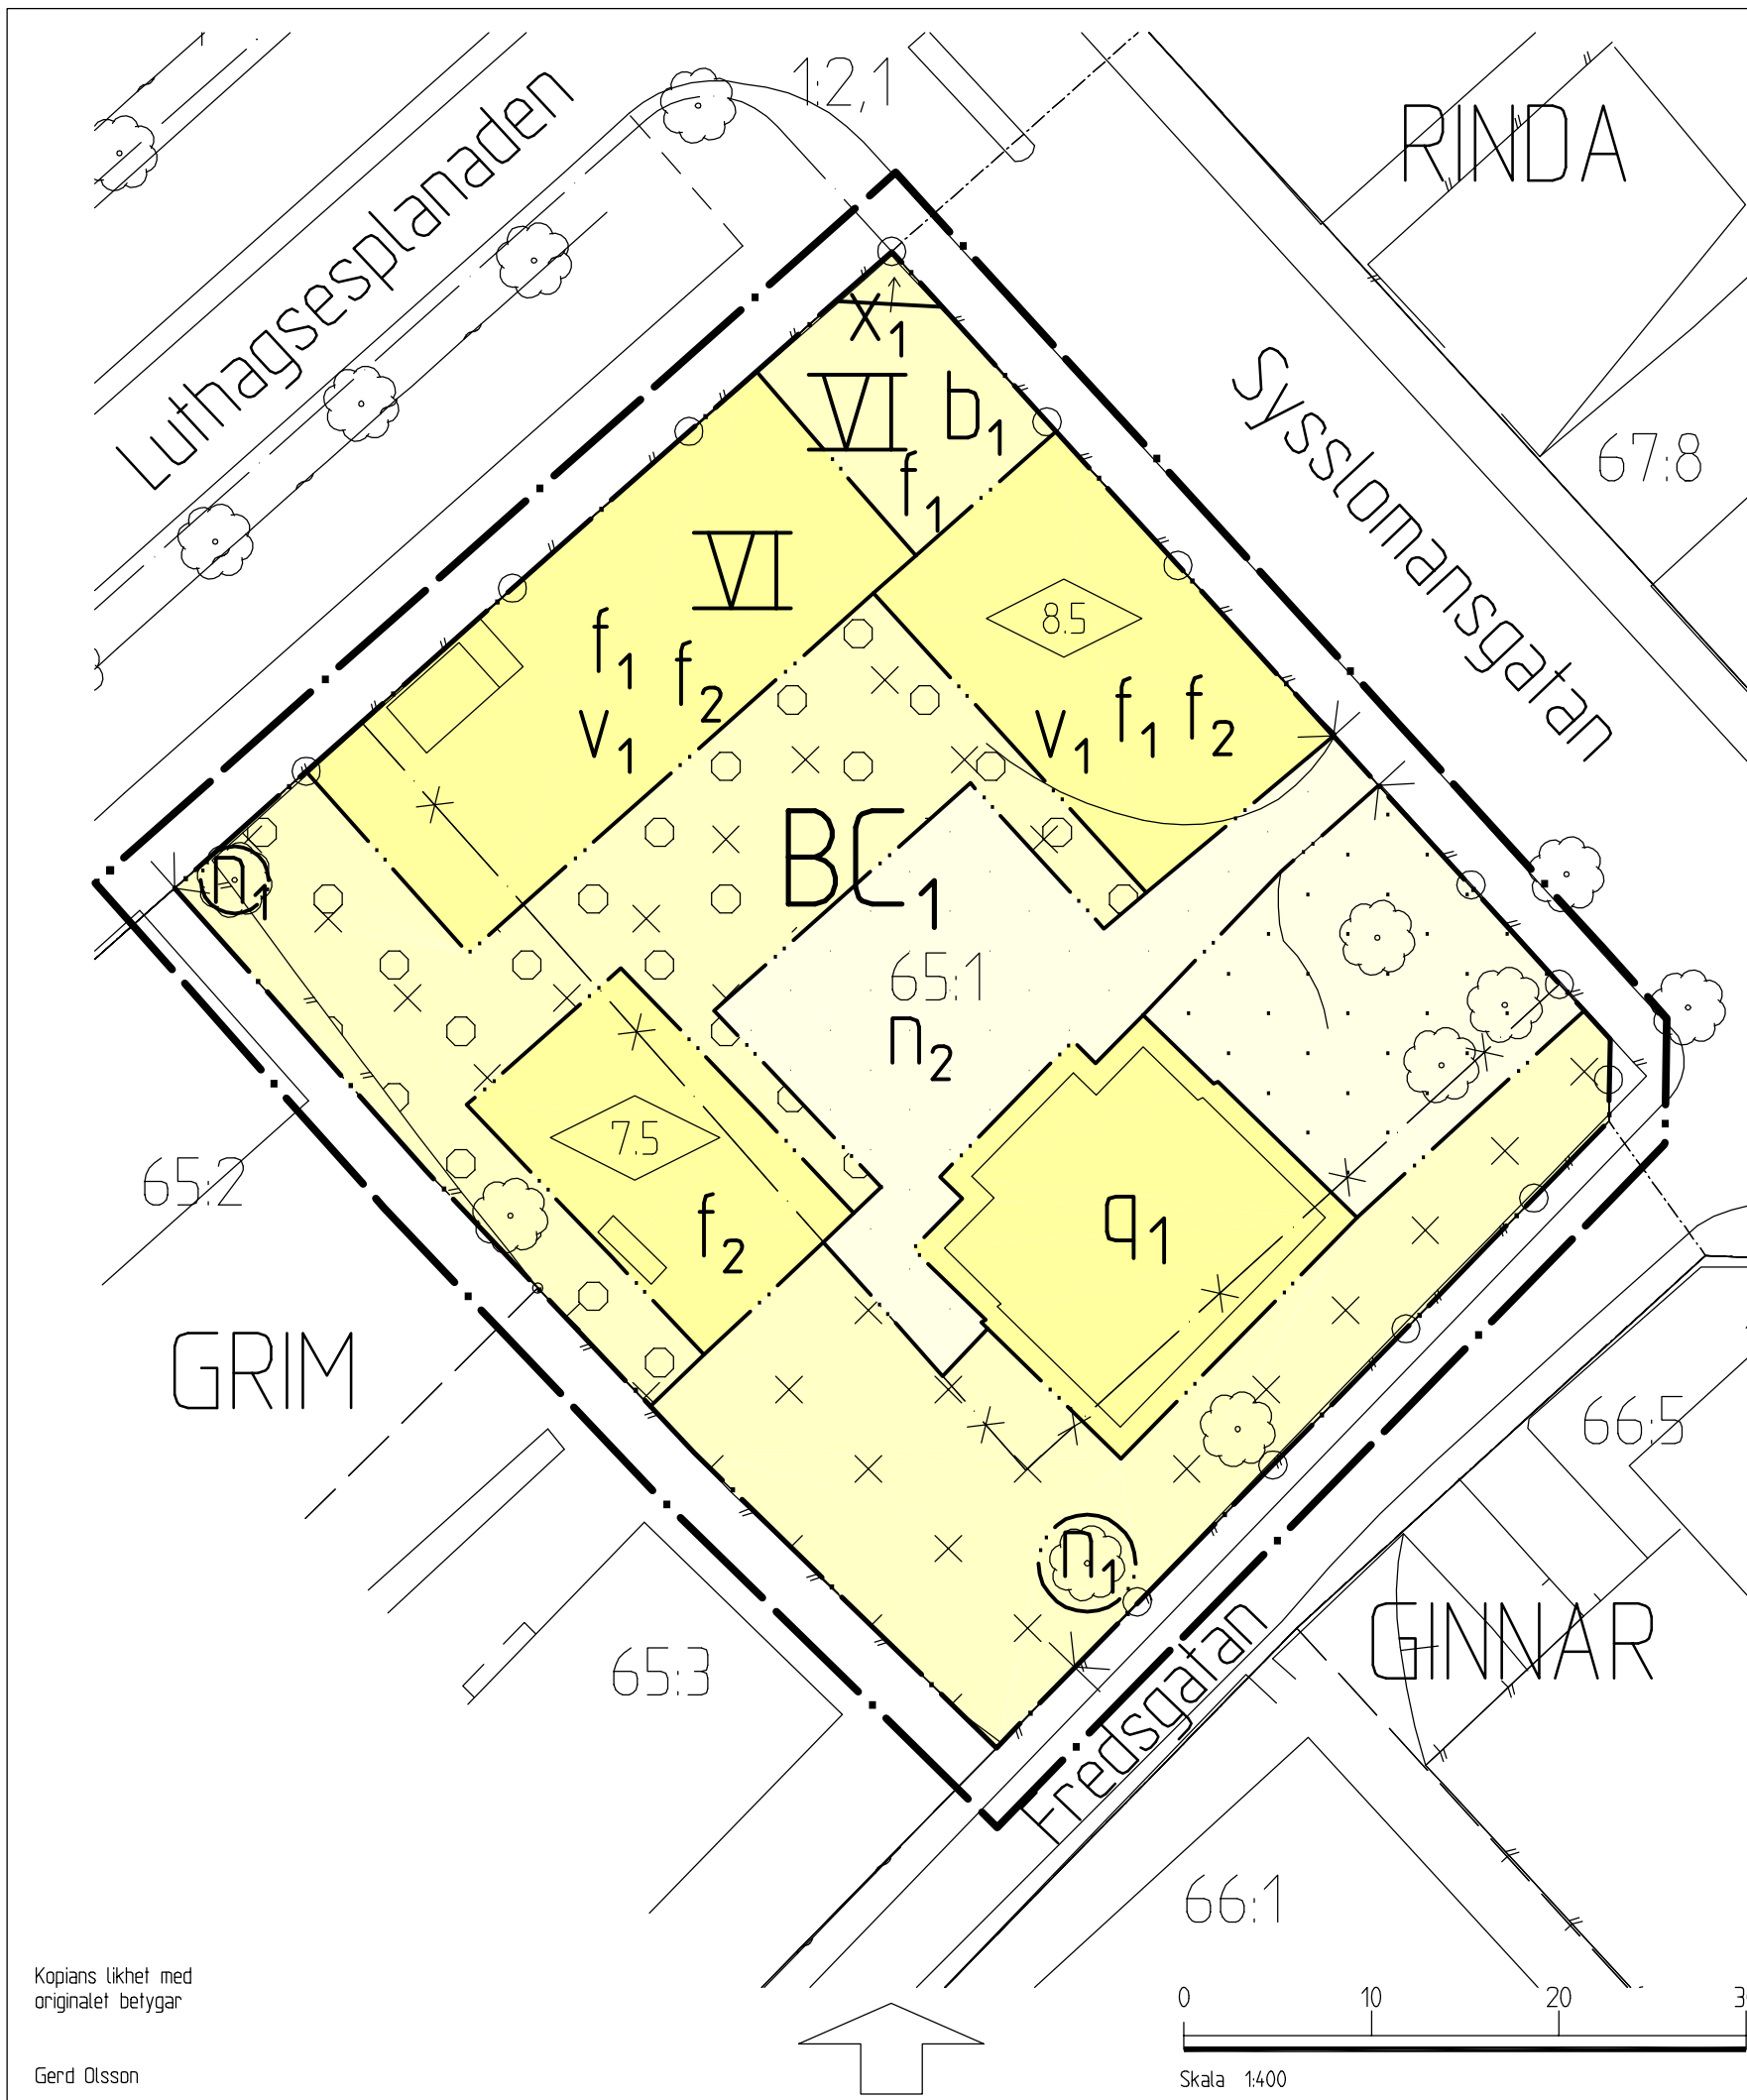 1:2,1
RINDA
Luthagsesplanaden
Sysslomansgatan
67:8
x1
VI b1
f1
VI
f1 f2
v1
8.5
v1 f1 f2
n1
BC1
65:1
n2
7.5
f2
q1
65:2
GRIM
66:5
n1
65:3
GINNAR
Fredsgatan
66:1
Kopians likhet med
originalet betygar
Gerd Olsson
0 10 20 3
Skala 1:400